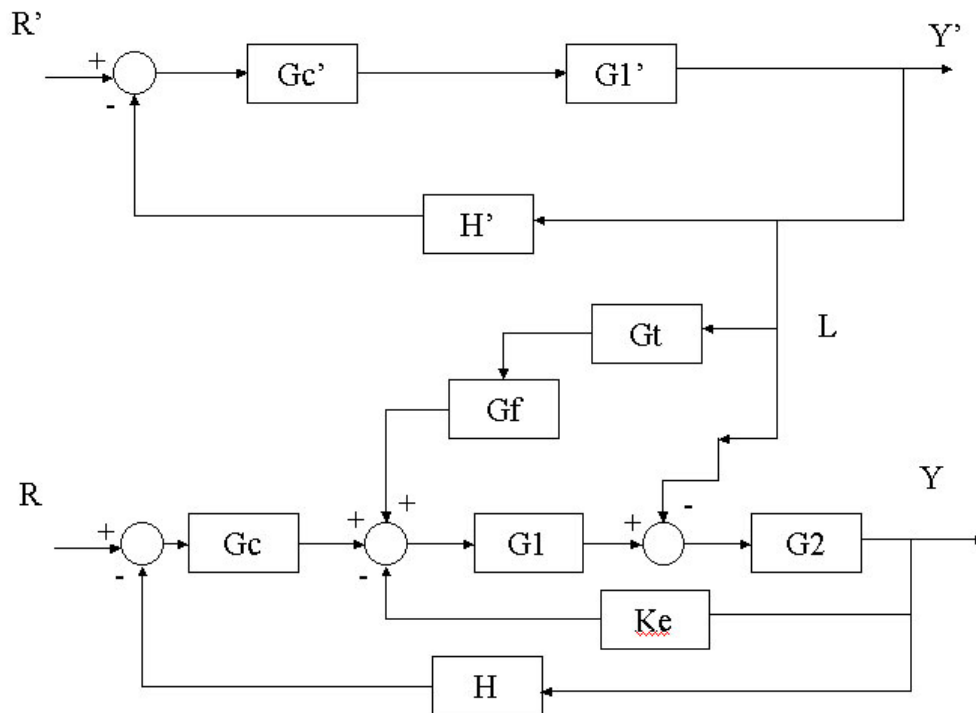 R’
Y’
+
Gc’
G1’
-
H’
L
Gt
Gf
R
Y
+
Gc
+
+
G1
+
-
G2
-
-
Ke
H